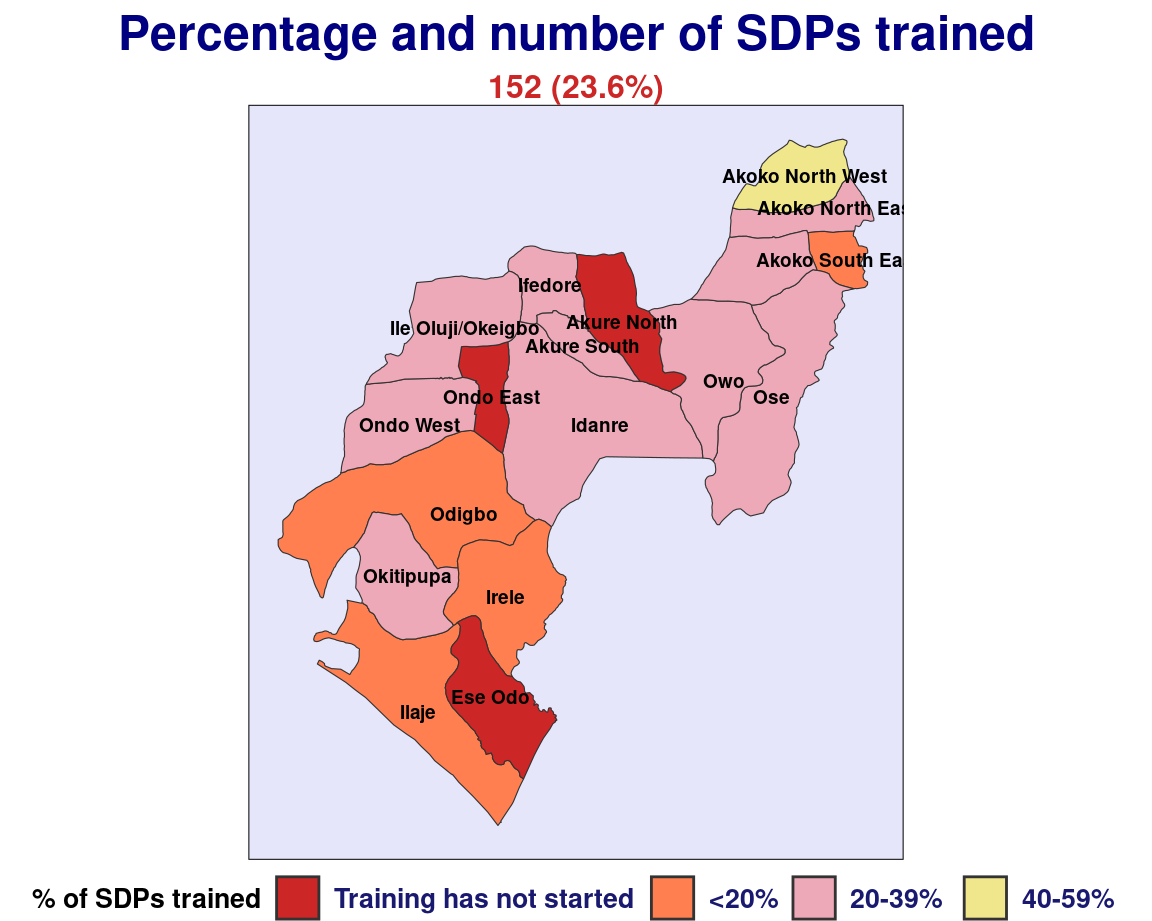 Percentage and number of SDPs trained
152 (23.6%)
Akoko North West
Akoko North Eas
Akoko South Ea
Ifedore
Ile Oluji/Okeigbo
Akure North
Akure South
Owo
Ondo East
Ose
Ondo West
Idanre
Odigbo
Okitipupa
Irele
Ese Odo
Ilaje
% of SDPs trained Training has not started <20% 20-39% 40-59%